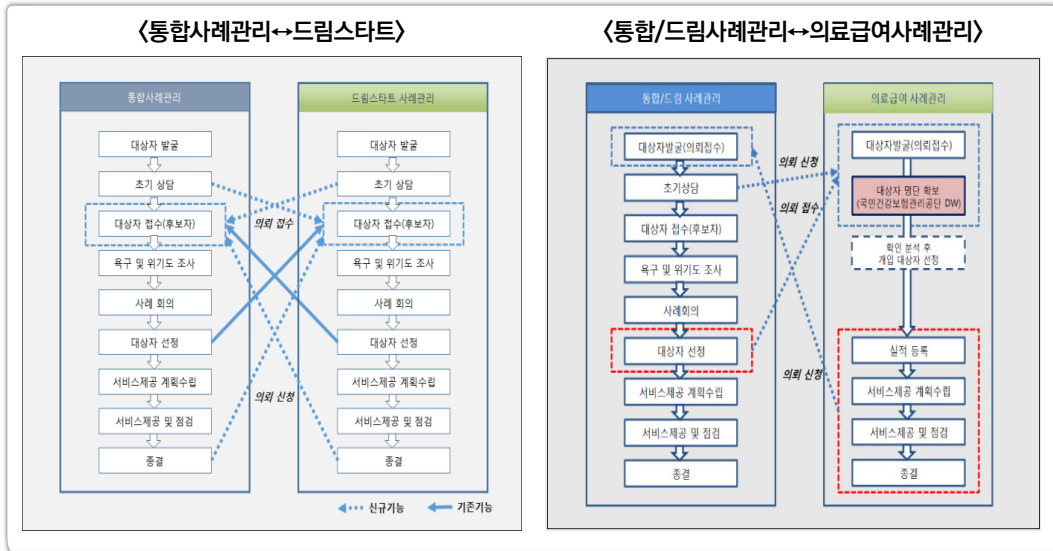 〈통합사례관리↔드림스타트〉
통합사례관리
대상자 발굴
초기 상담
대상자 접수(후보자)
욕구 및 위기도 조사
사례 회의
대상자 선정
서비스제공 계획수립
서비스제공 및 점검
종결
의뢰 접수
의뢰 신청
드림스타트 사례관리
대상자 발굴
초기 상담
대상자 접수(후보자)
욕구 및 위기도 조사
사례 회의
대상자 선정
서비스제공 계획수립
서비스제공 및 점검
종결
신규기능
기존기능
〈통합/드림사례관리↔의료급여사례관리〉
통합/드림 사례관리
대상자발굴(의뢰접수)
초기상담
대상자 접수(후보자)
욕구 및 위기도 조사
사례회의
대상자 선정
서비스제공 계획수립
서비스제공 및 점검
종결
의뢰 신청
의뢰 접수
의뢰 신청
의료급여 사례관리
대상자발굴(의뢰접수)
대상자 명단 확보
(국민건강보험관리공단 DW)
확인 분석 후
개입 대상자 선정
실적 등록
서비스제공 계획수립
서비스제공 및 점검
종결